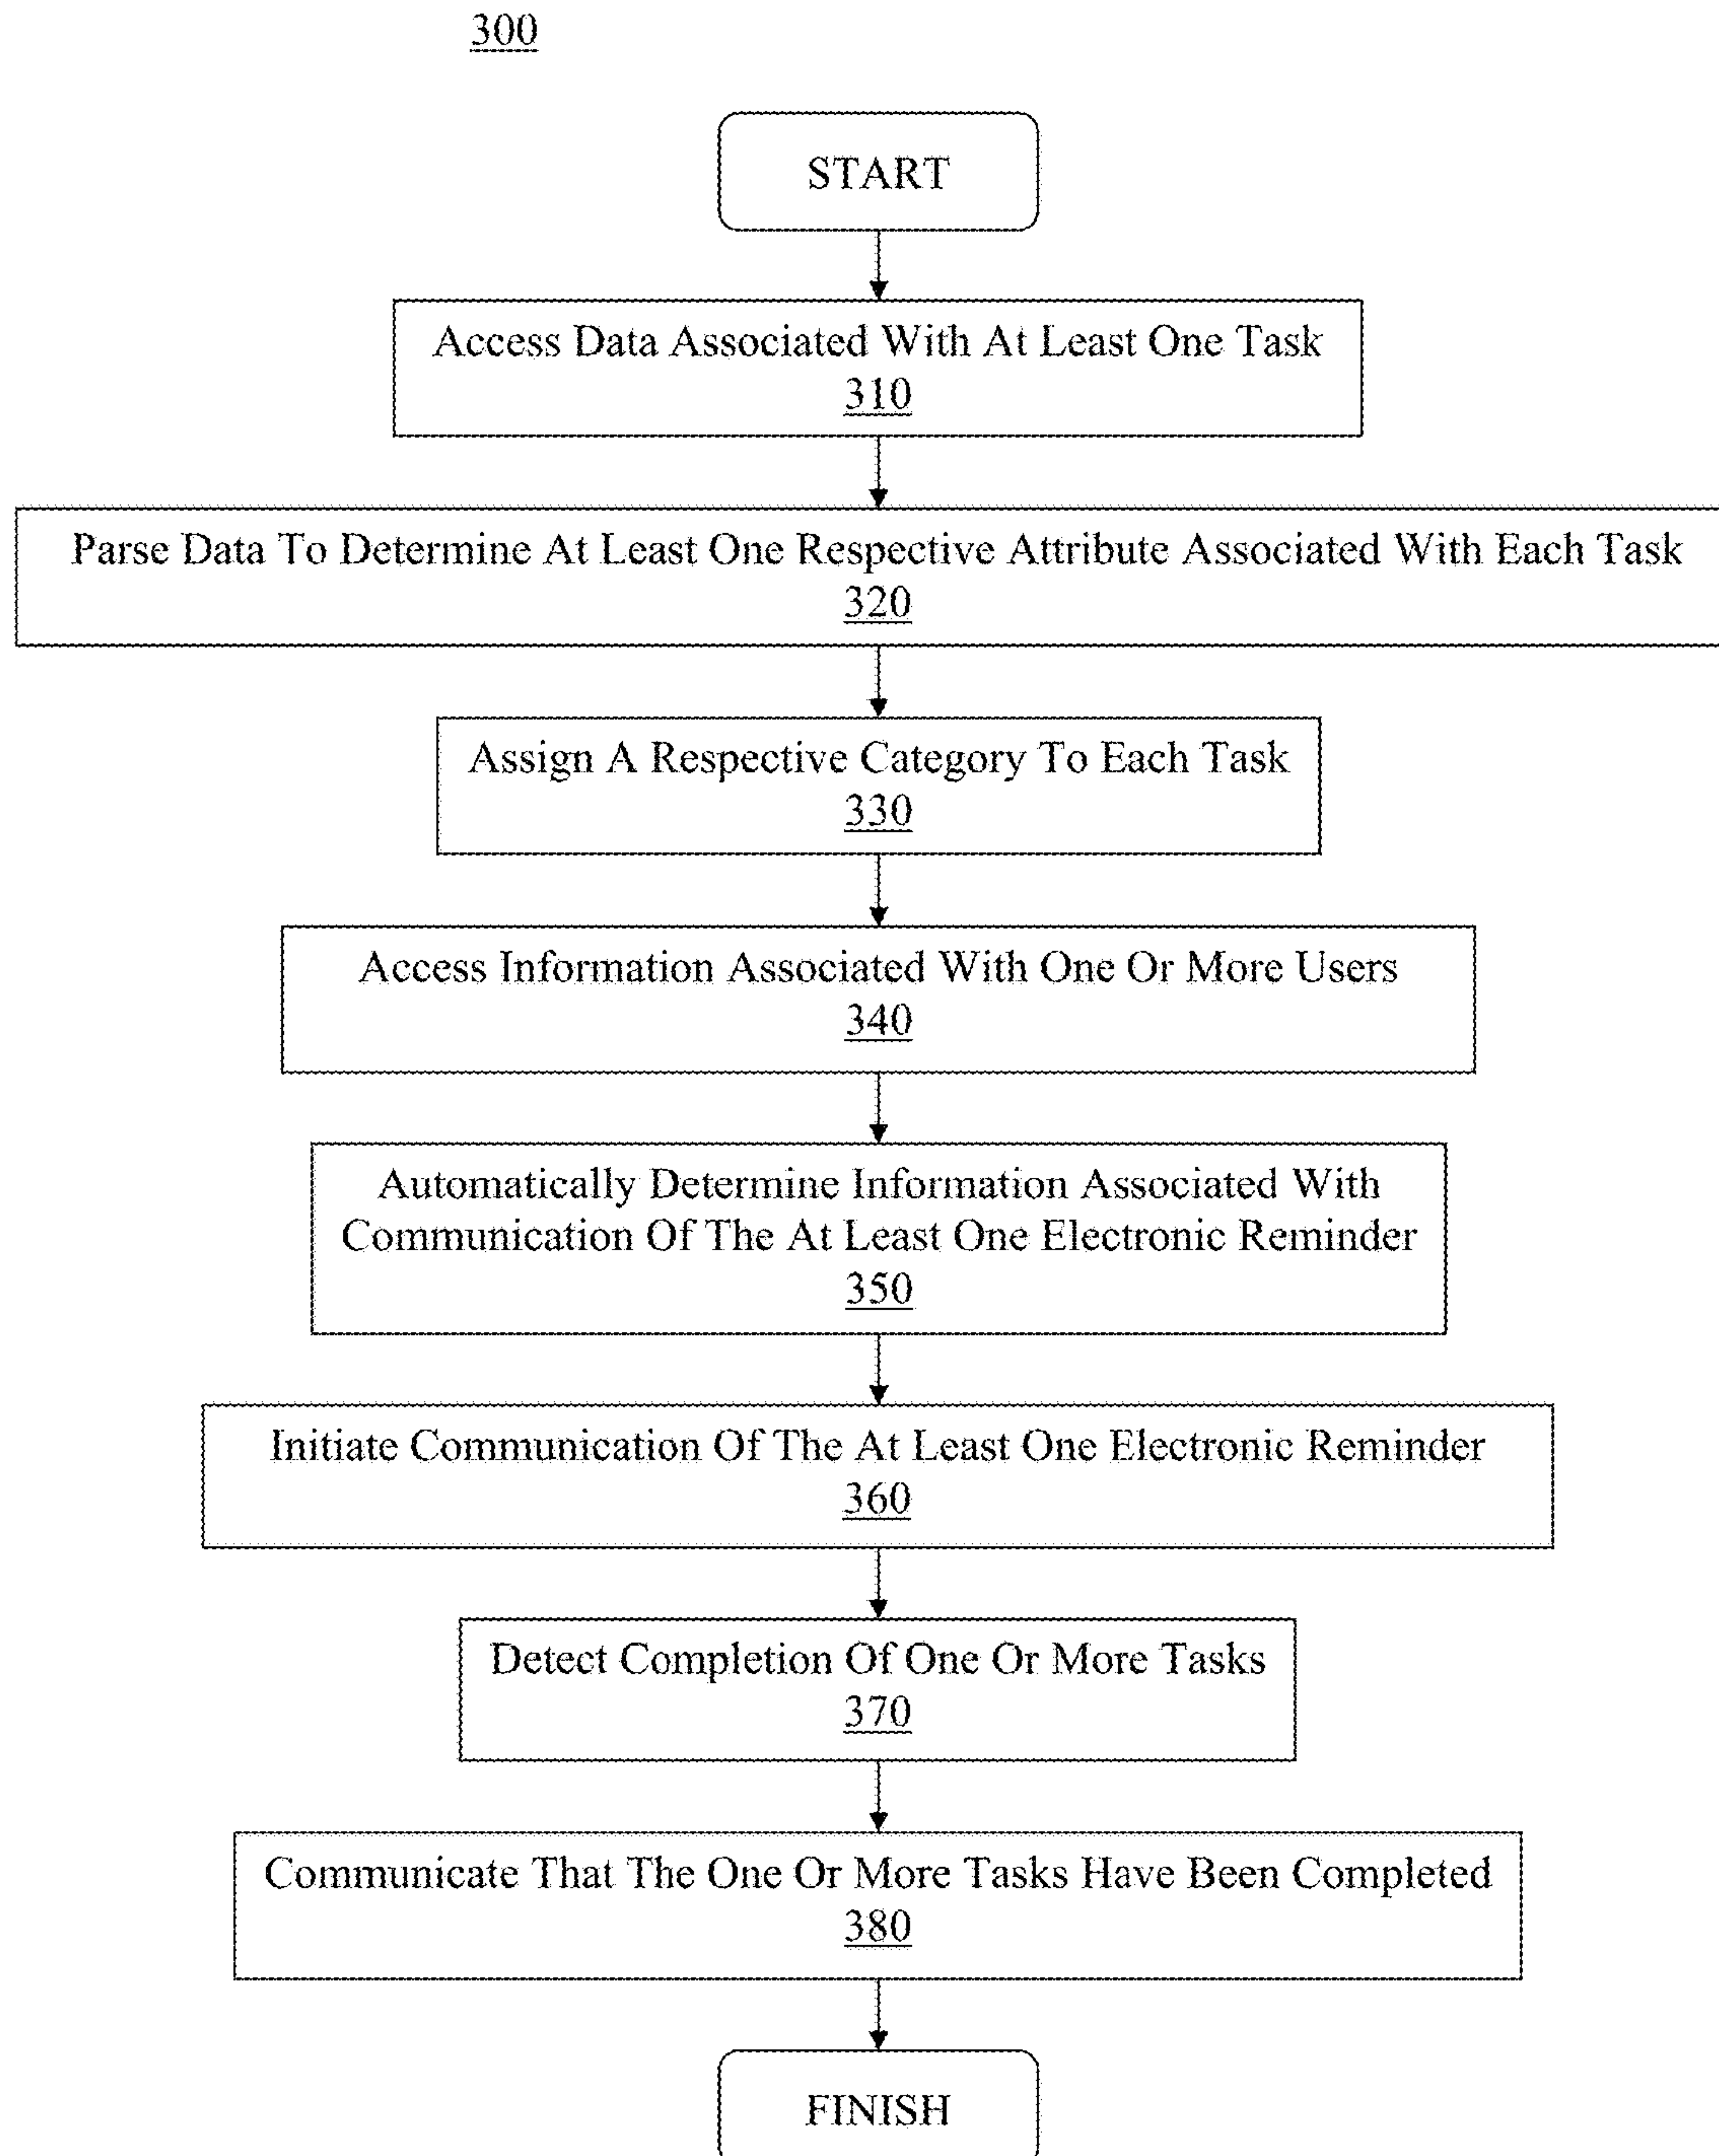 300
START
Access Data Associated With At Least One Task
310
Parse Data To Determine At Least One Respective Attribute Associated With Each Task
320
Assign A Respective Category To Each Task
330
Access Information Associated With One Or More Users
340
Automatically Determine Information Associated With
Communication Of The At Least One Electronic Reminder
350
Initiate Communication Of The At Least One Electronic Reminder
360
Detect Completion Of One Or More Tasks
370
Communicate That The One Or More Tasks Have Been Completed
380
FINISH